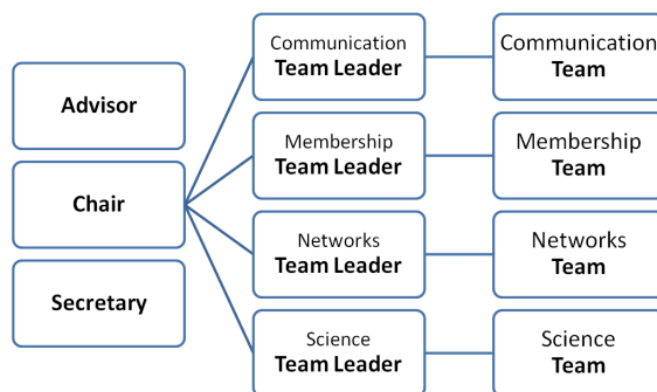 Advisor
Chair
Secretary
Communication
Team Leader
Membership
Team Leader
Networks
Team Leader
Science
Team Leader
Communication
Team
Membership
Team
Networks
Team
Science
Team